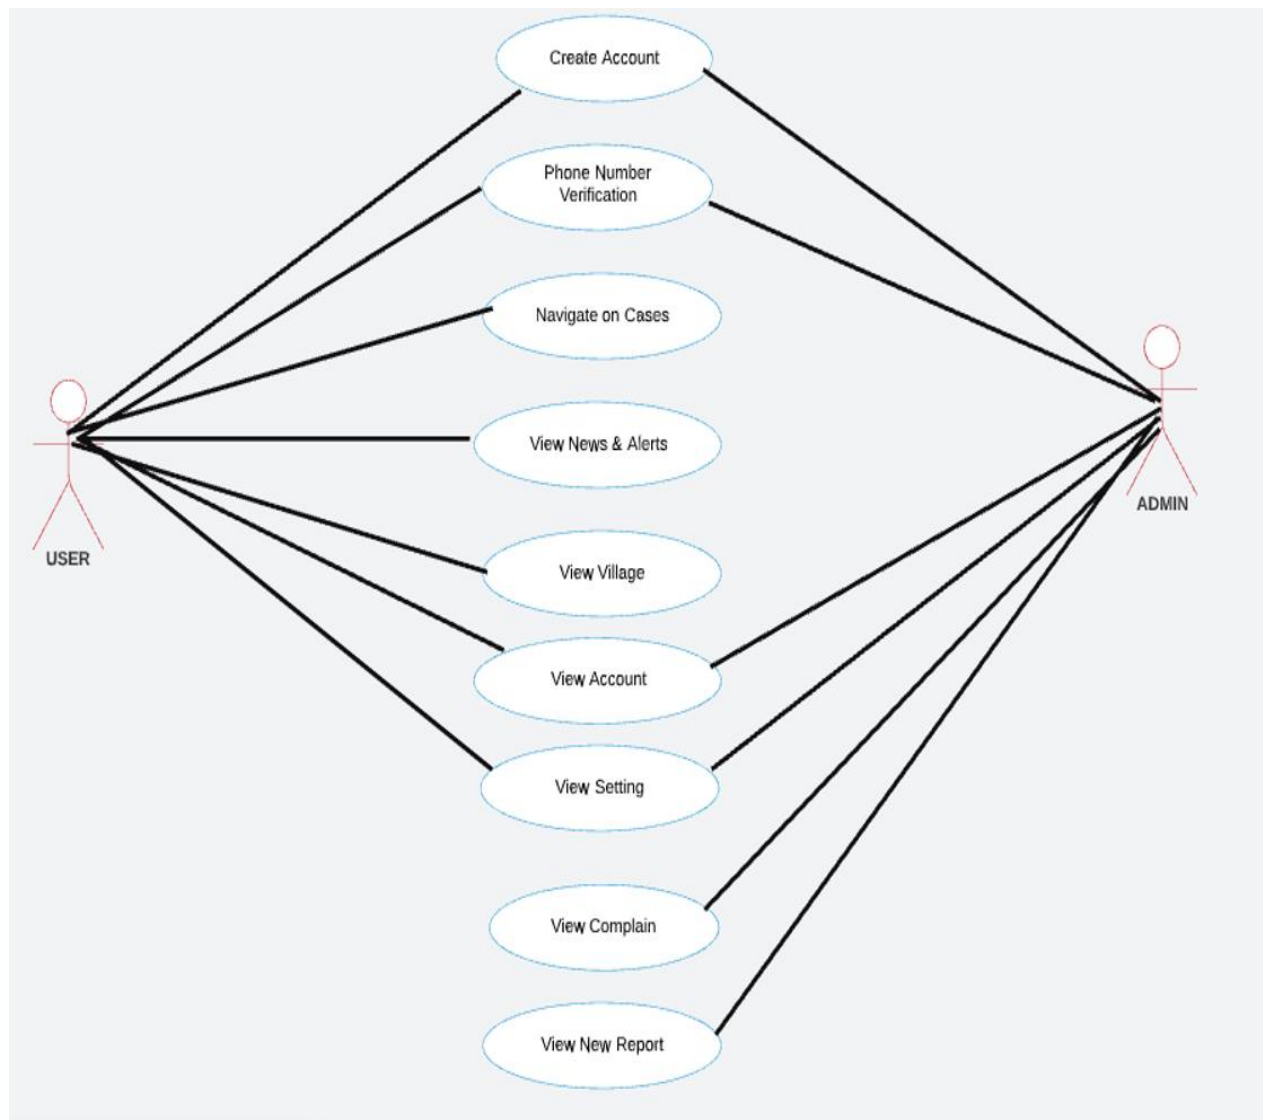 Create Account
Phone Number
Verification
Navigate on Cases
View News & Alerts
View Village
View Account
View Setting
View Complain
View New Report
USER
ADMIN